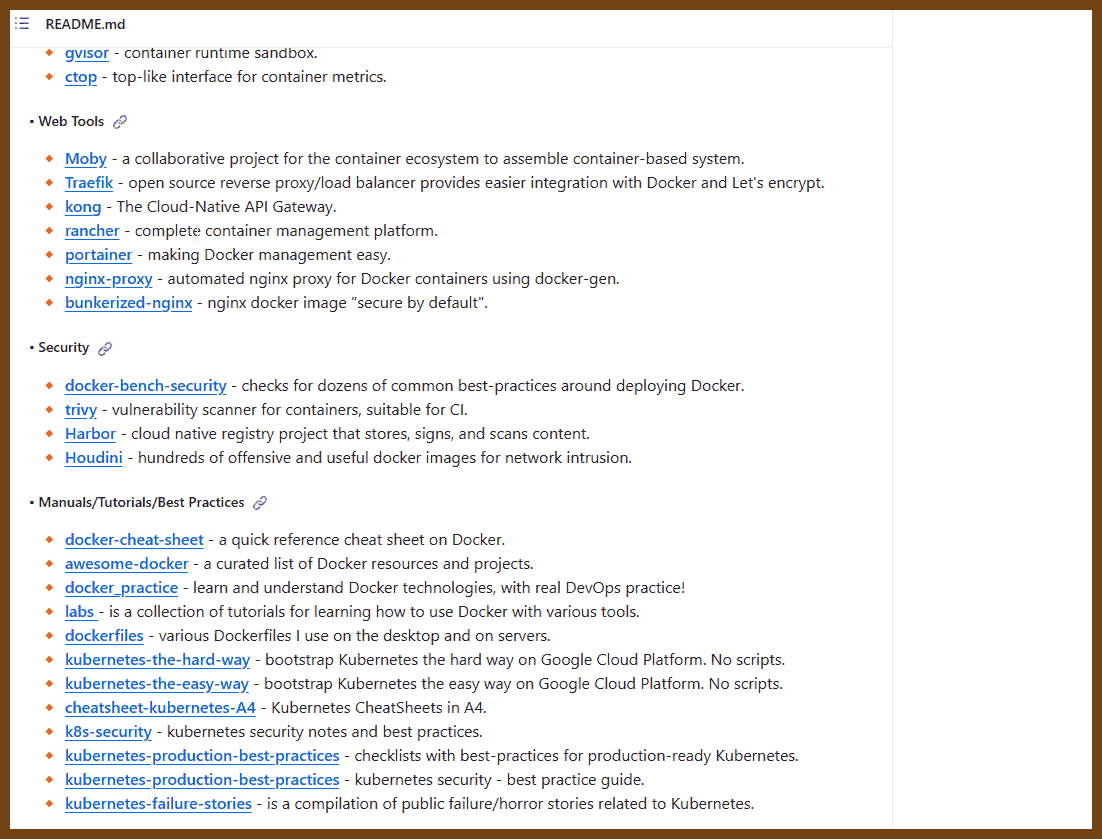 README.md
gvisor - container runtime sandbox.
ctop - top-like interface for container metrics.
▪ Web Tools
Moby - a collaborative project for the container ecosystem to assemble container-based system.
Traefik - open source reverse proxy/load balancer provides easier integration with Docker and Let's encrypt.
kong - The Cloud-Native API Gateway.
rancher - complete container management platform.
portainer - making Docker management easy.
nginx-proxy - automated nginx proxy for Docker containers using docker-gen.
bunkerized-nginx - nginx docker image "secure by default".
▪ Security
docker-bench-security - checks for dozens of common best-practices around deploying Docker.
trivy - vulnerability scanner for containers, suitable for CI.
Harbor - cloud native registry project that stores, signs, and scans content.
Houdini - hundreds of offensive and useful docker images for network intrusion.
▪ Manuals/Tutorials/Best Practices
docker-cheat-sheet - a quick reference cheat sheet on Docker.
awesome-docker - a curated list of Docker resources and projects.
docker_practice - learn and understand Docker technologies, with real DevOps practice!
labs - is a collection of tutorials for learning how to use Docker with various tools.
dockerfiles - various Dockerfiles I use on the desktop and on servers.
kubernetes-the-hard-way - bootstrap Kubernetes the hard way on Google Cloud Platform. No scripts.
kubernetes-the-easy-way - bootstrap Kubernetes the easy way on Google Cloud Platform. No scripts.
cheatsheet-kubernetes-A4 - Kubernetes CheatSheets in A4.
k8s-security - kubernetes security notes and best practices.
kubernetes-production-best-practices - checklists with best-practices for production-ready Kubernetes.
kubernetes-production-best-practices - kubernetes security - best practice guide.
kubernetes-failure-stories - is a compilation of public failure/horror stories related to Kubernetes.